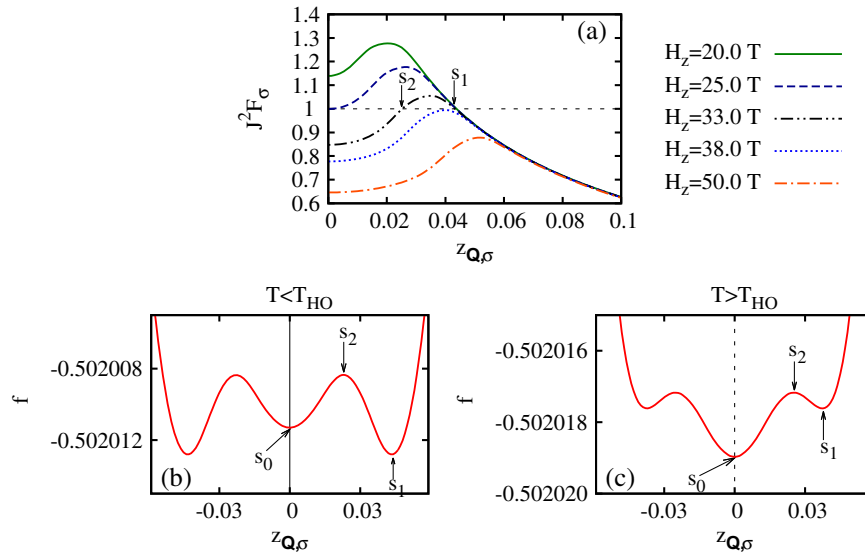 (a)
J²Fσ
1.4
1.3
1.2
1.1
1
0.9
0.8
0.7
0.6
s₂
s₁
0 0.02 0.04 0.06 0.08 0.1
z_Q,σ
H_z=20.0 T
H_z=25.0 T
H_z=33.0 T
H_z=38.0 T
H_z=50.0 T
T<T_HO
f
-0.502008
-0.502012
s₂
s₀
s₁
(b)
-0.03 0 0.03
z_Q,σ
T>T_HO
f
-0.502016
-0.502018
-0.502020
s₂
s₀
s₁
(c)
-0.03 0 0.03
z_Q,σ